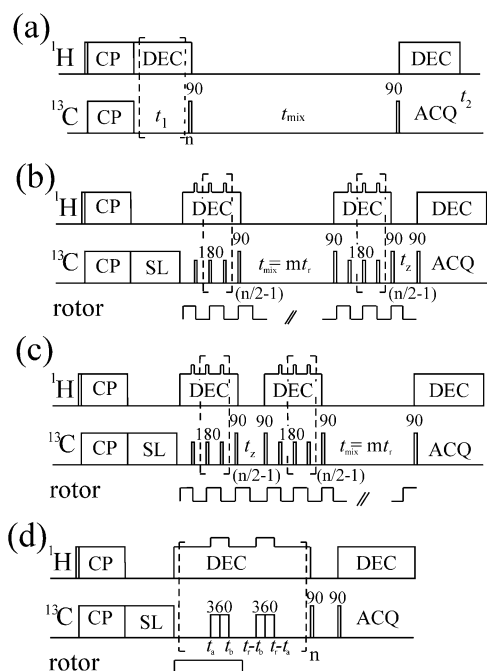 (a)
¹H CP DEC DEC
90 90 t₂
¹³C CP t₁ tmix ACQ
n
(b)
¹H CP DEC DEC
90 90 90 tz 90
¹³C CP SL 180 tmix= mtr 180 ACQ
(n/2-1) (n/2-1)
rotor //
(c)
¹H CP DEC DEC DEC
90 90 90 90
¹³C CP SL 180 tz 180 tmix= mtr ACQ
(n/2-1) (n/2-1)
rotor //
(d)
¹H CP DEC DEC
360 360 90 90
¹³C CP SL ACQ
ta tb tr-tb tr-ta n
rotor